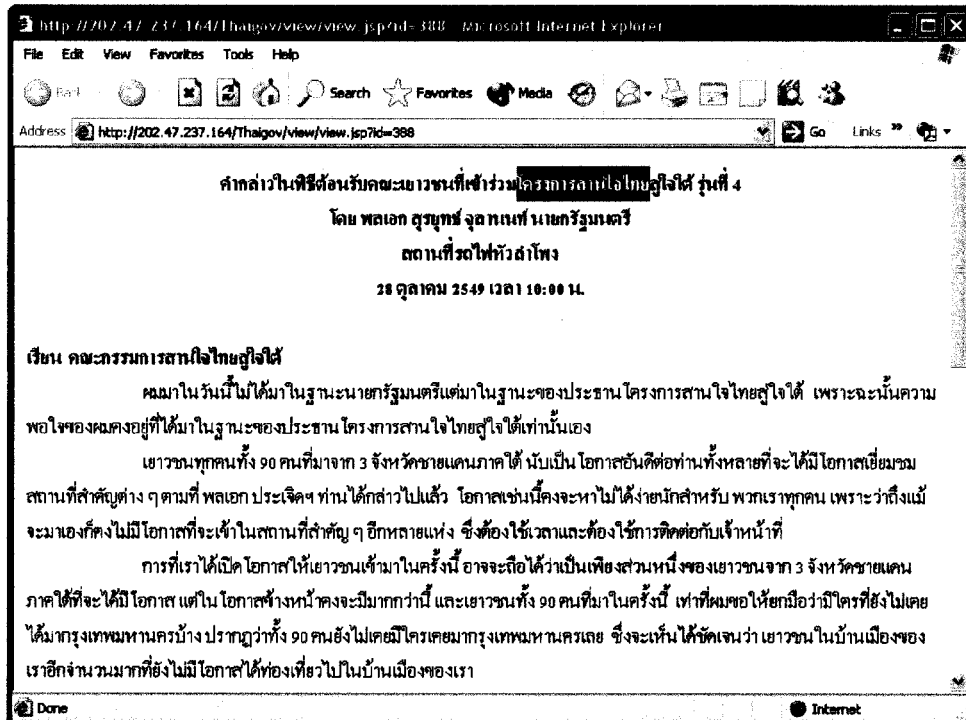 http://202.47.237.164/Thaigov/view/view.jsp?id=388 - Microsoft Internet Explorer
File Edit View Favorites Tools Help
Back Search Favorites Media
Address http://202.47.237.164/Thaigov/view/view.jsp?id=388 Go Links »
คำกล่าวในพิธีต้อนรับคณะเยาวชนที่เข้าร่วมโครงการสานใจไทยสู่ใจใต้ รุ่นที่ 4
โดย พลเอก สุรยุทธ์ จุลานนท์ นายกรัฐมนตรี
สถานที่รถไฟหัวลำโพง
28 ตุลาคม 2549 เวลา 10:00 น.
เรียน คณะกรรมการสานใจไทยสู่ใจใต้
ผมมาในวันนี้ไม่ได้มาในฐานะนายกรัฐมนตรีแต่มาในฐานะของประธานโครงการสานใจไทยสู่ใจใต้ เพราะฉะนั้นความ
พอใจของผมคงอยู่ที่ได้มาในฐานะของประธานโครงการสานใจไทยสู่ใจใต้เท่านั้นเอง
เยาวชนทุกคนทั้ง 90 คนที่มาจาก 3 จังหวัดชายแดนภาคใต้ นับเป็นโอกาสอันดีต่อท่านทั้งหลายที่จะได้มีโอกาสเยี่ยมชม
สถานที่สำคัญต่าง ๆ ตามที่ พลเอก ประเจิดฯ ท่านได้กล่าวไปแล้ว โอกาสเช่นนี้คงจะหาไม่ได้ง่ายนักสำหรับ พวกเราทุกคน เพราะว่าถึงแม้
จะมาเองก็คงไม่มีโอกาสที่จะเข้าในสถานที่สำคัญ ๆ อีกหลายแห่ง ซึ่งต้องใช้เวลาและต้องใช้การติดต่อกับเจ้าหน้าที่
การที่เราได้เปิดโอกาสให้เยาวชนเข้ามาในครั้งนี้ อาจจะถือได้ว่าเป็นเพียงส่วนหนึ่งของเยาวชนจาก 3 จังหวัดชายแดน
ภาคใต้ที่จะได้มีโอกาส แต่ในโอกาสข้างหน้าคงจะมีมากกว่านี้ และเยาวชนทั้ง 90 คนที่มาในครั้งนี้ เท่าที่ผมขอให้ยกมือว่ามีใครที่ยังไม่เคย
ได้มากรุงเทพมหานครบ้าง ปรากฏว่าทั้ง 90 คนยังไม่เคยมีใครเคยมากรุงเทพมหานครเลย ซึ่งจะเห็นได้ชัดเจนว่า เยาวชนในบ้านเมืองของ
เราอีกจำนวนมากที่ยังไม่มีโอกาสได้ท่องเที่ยวไปในบ้านเมืองของเรา
Done Internet